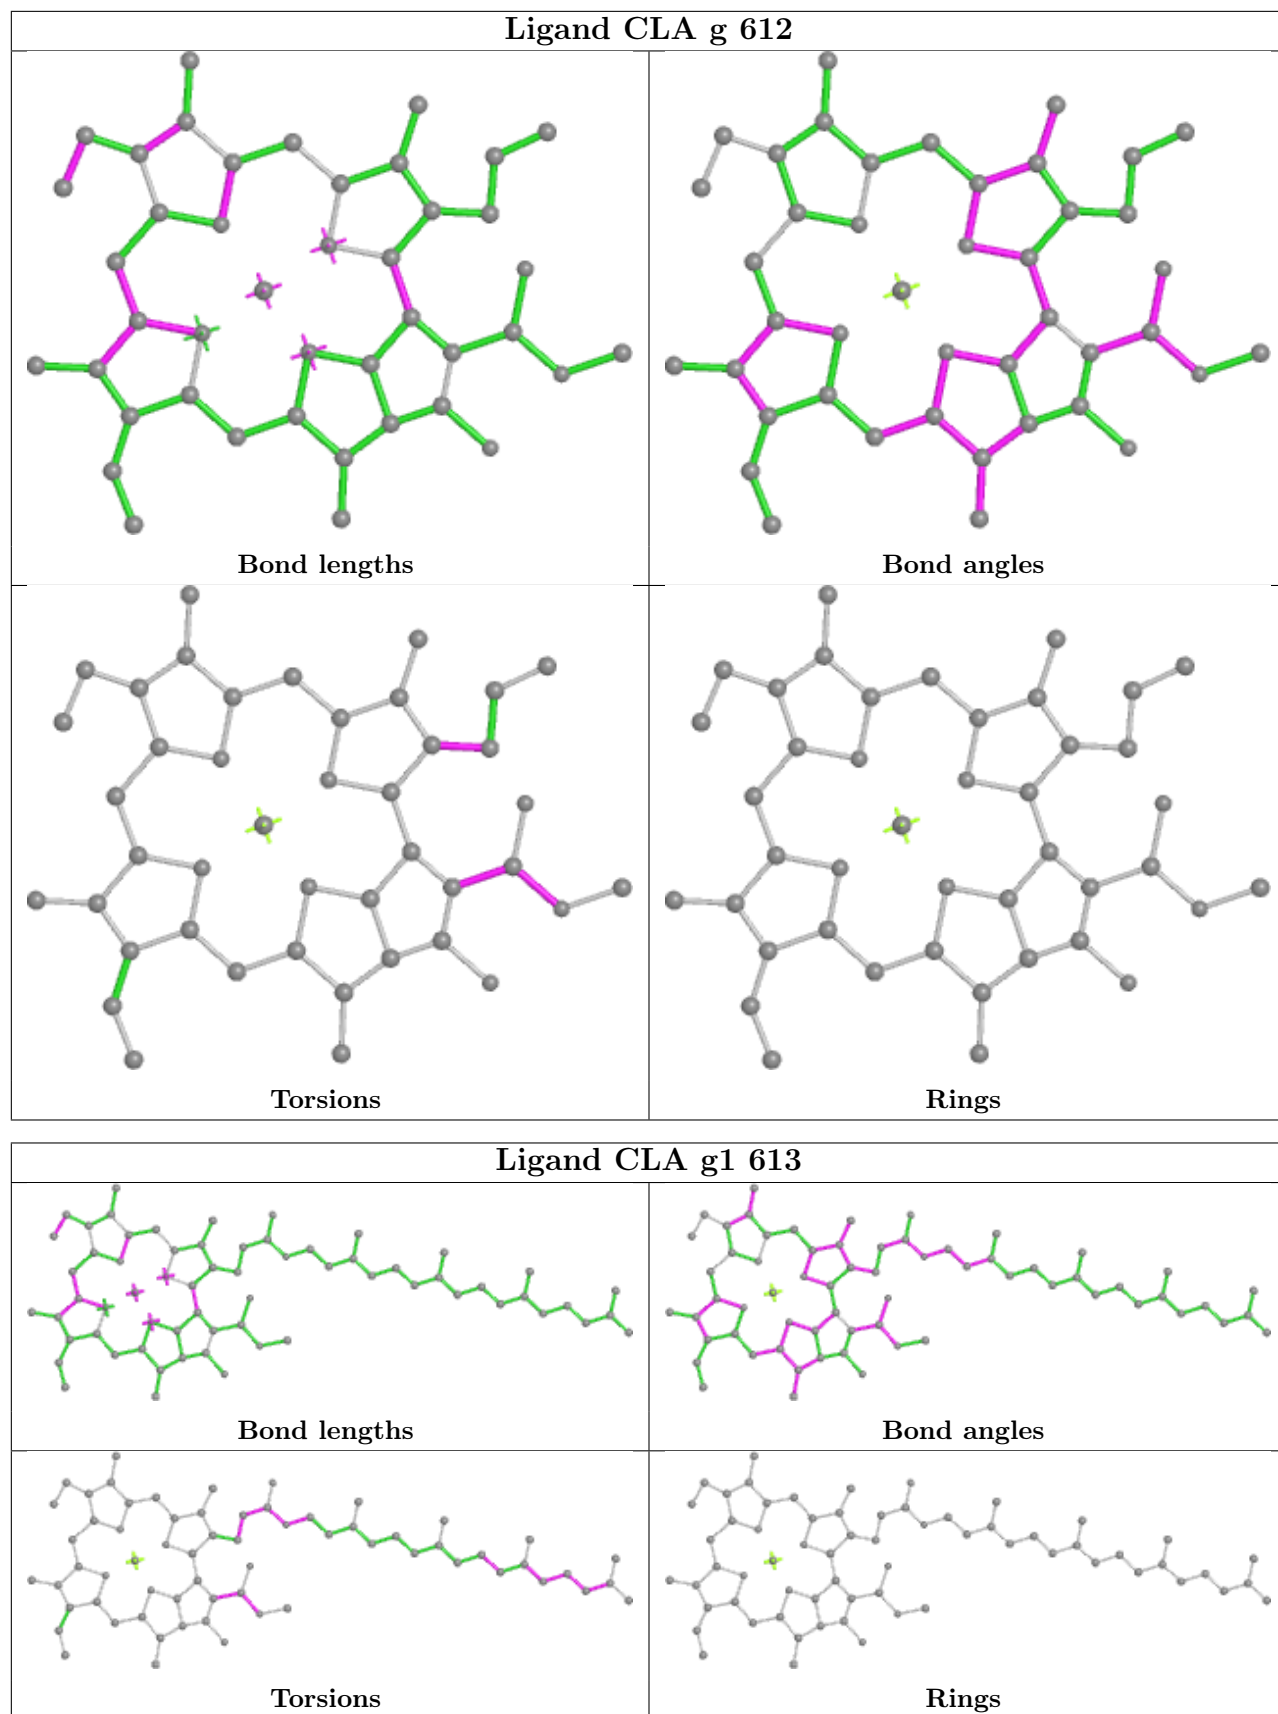 Ligand CLA g 612
Bond lengths
Bond angles
Torsions
Rings
Ligand CLA g1 613
Bond lengths
Bond angles
Torsions
Rings